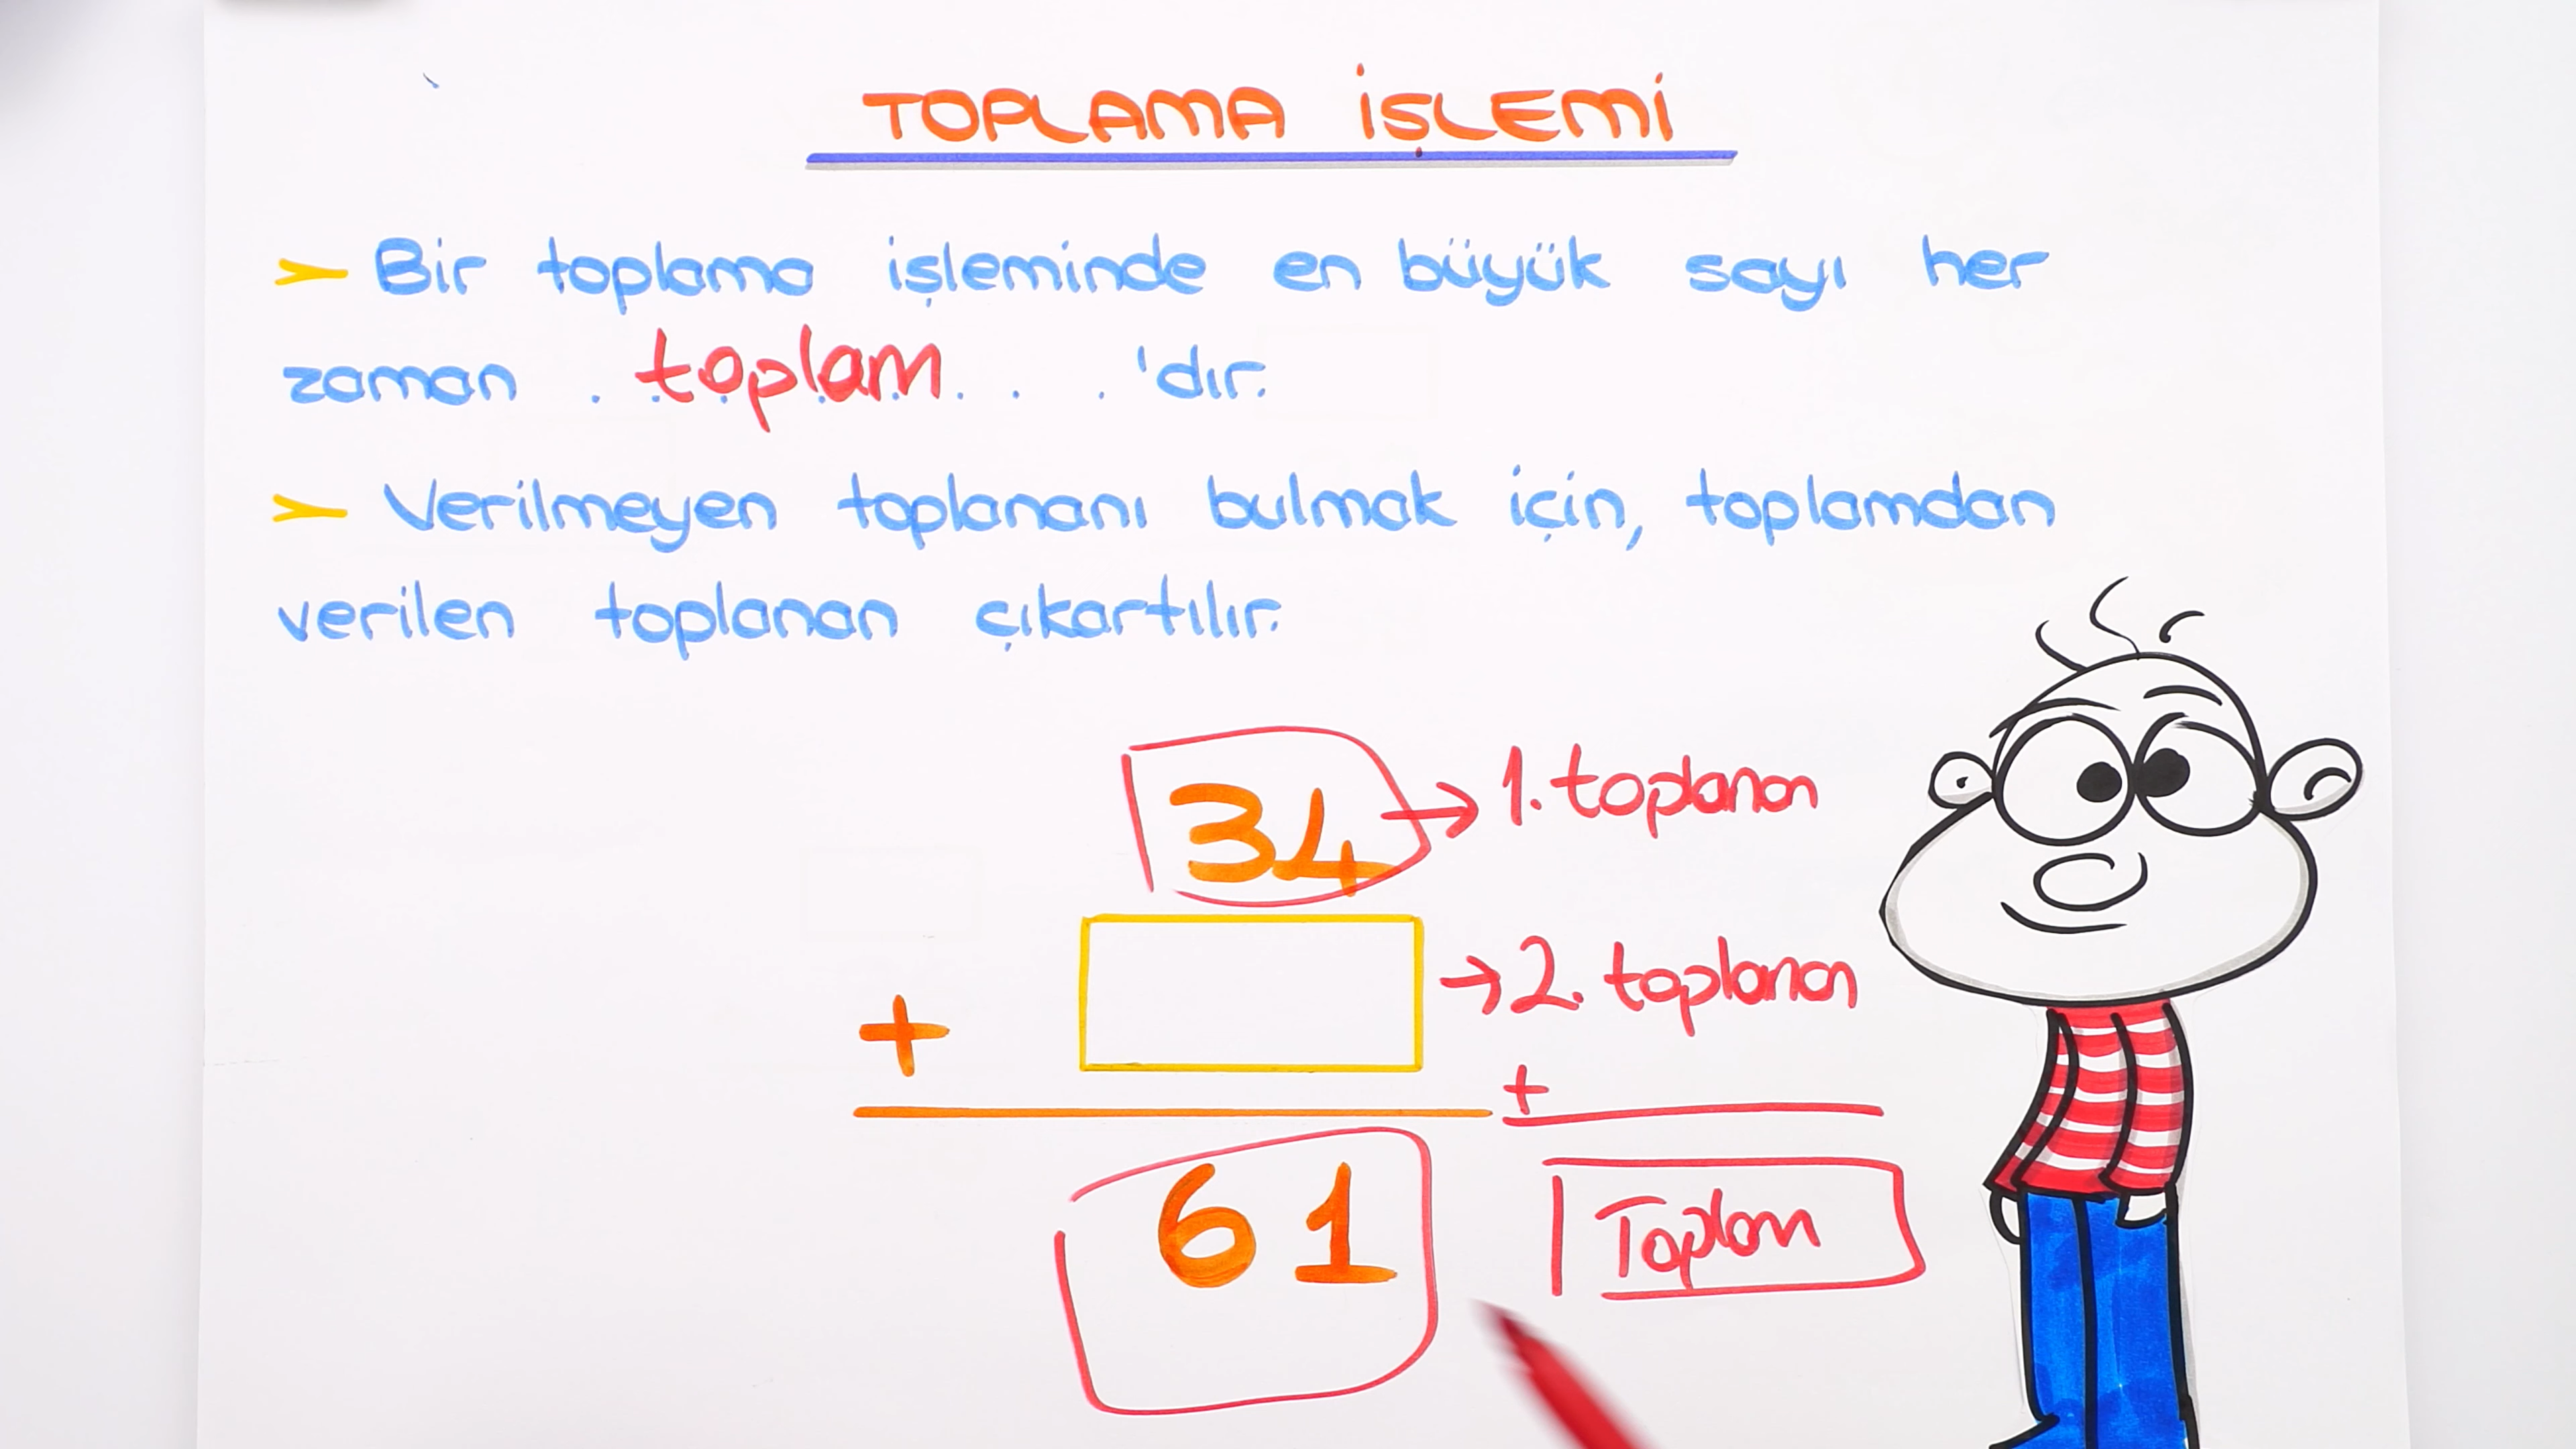 TOPLAMA İŞLEMİ
➤ Bir toplama işleminde en büyük sayı her
zaman . toplam . . . 'dır.
➤ Verilmeyen toplananı bulmak için, toplamdan
verilen toplanan çıkartılır.
34 → 1. toplanan
→ 2. toplanan
+ +
61 Toplam